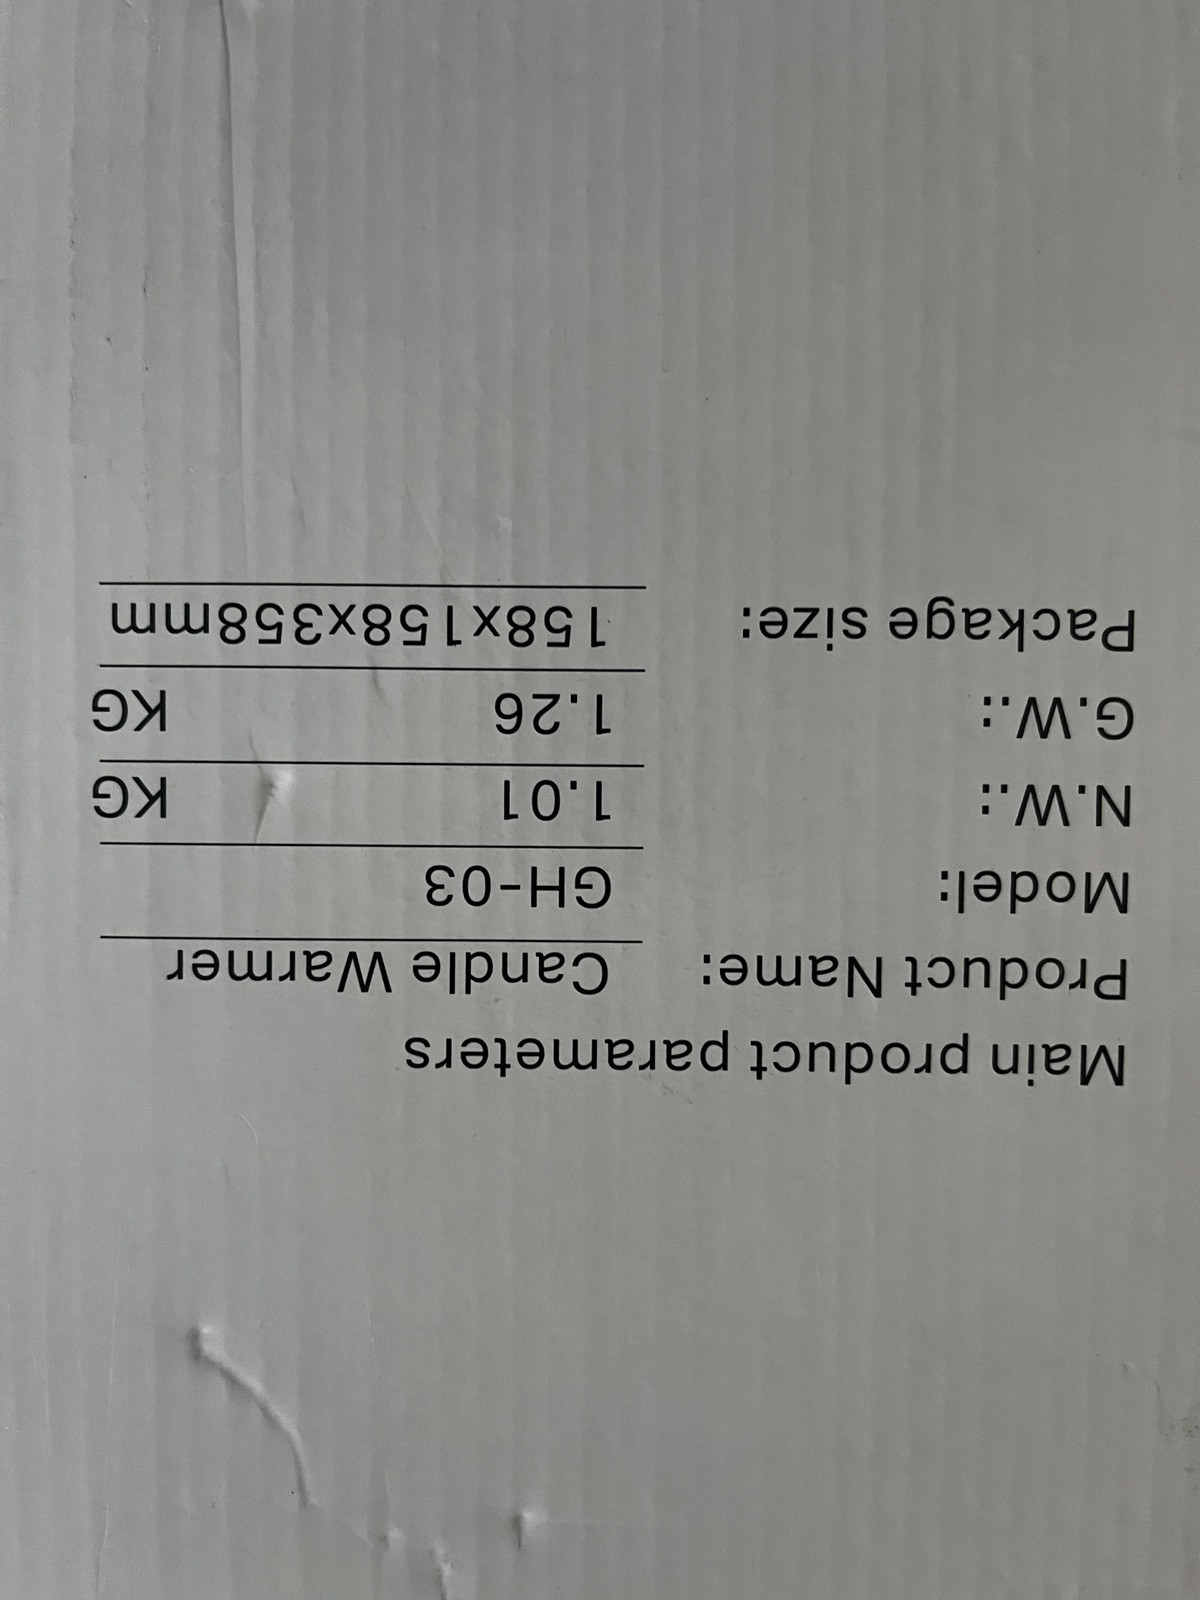 Main product parameters
Product Name: Candle Warmer
Model: GH-03
N.W.: 1.01 KG
G.W.: 1.26 KG
Package size: 158x158x358mm